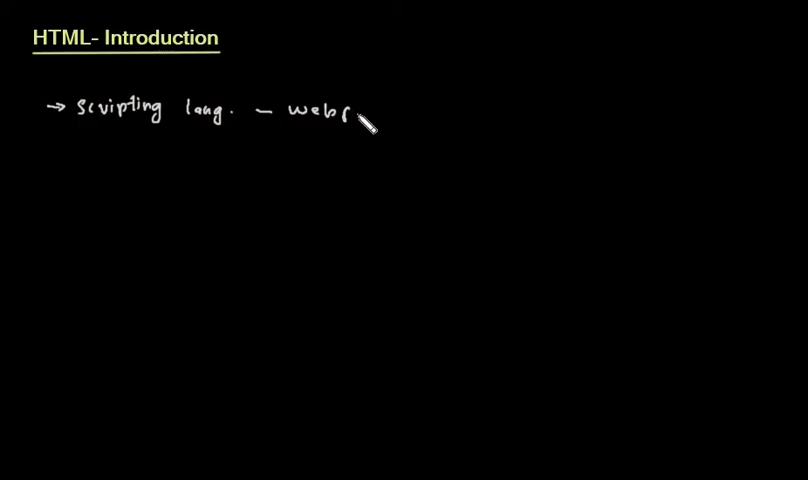 HTML- Introduction
→ Scripting lang. - web